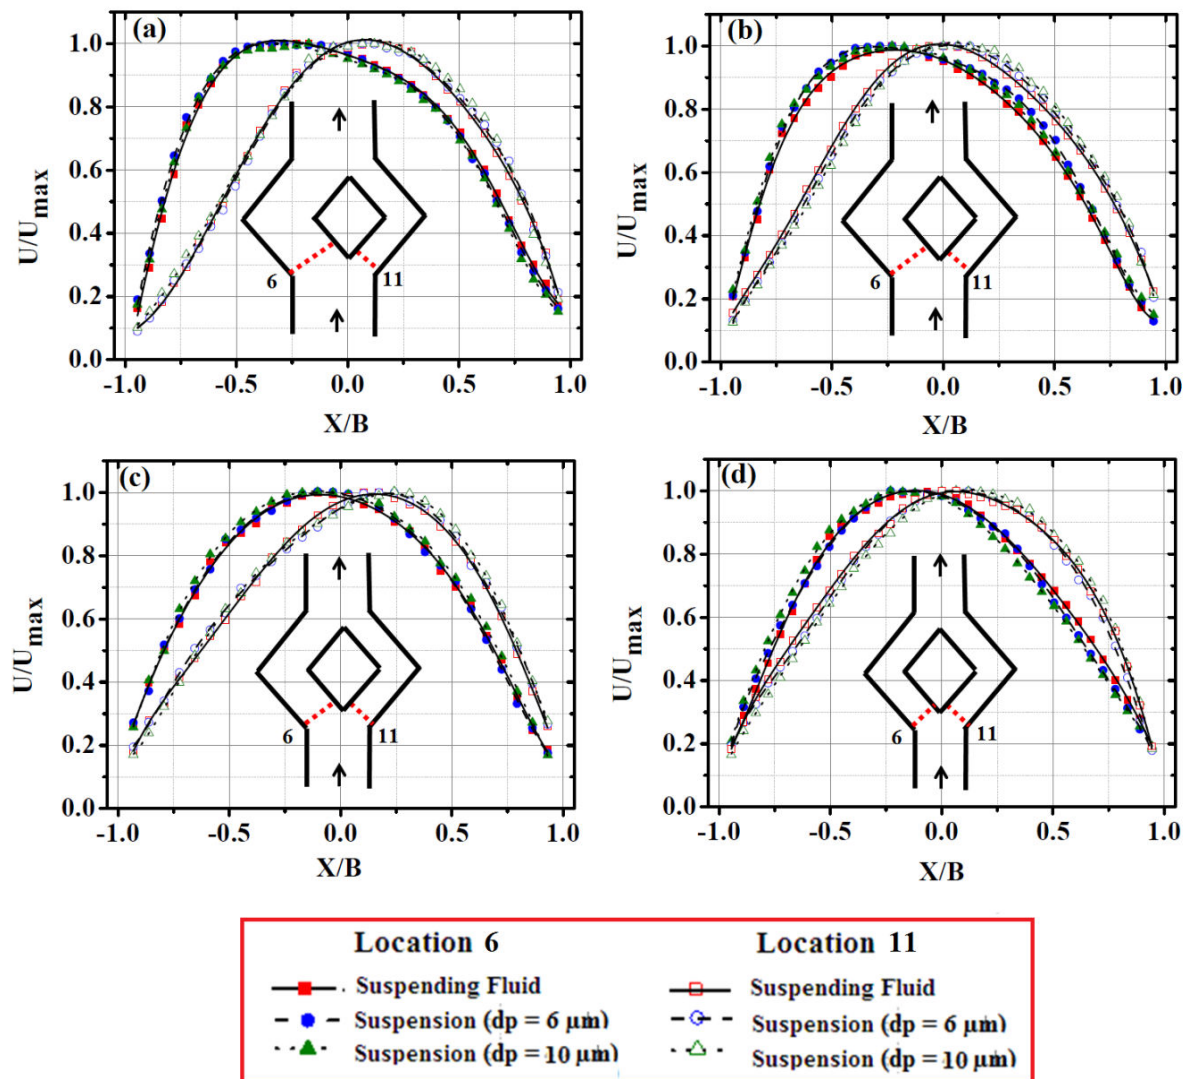 (a)
1.0
0.8
0.6
0.4
0.2
0.0
U/Umax
6
11
-1.0 -0.5 0.0 0.5 1.0
X/B
(b)
1.0
0.8
0.6
0.4
0.2
0.0
U/Umax
6
11
-1.0 -0.5 0.0 0.5 1.0
X/B
(c)
1.0
0.8
0.6
0.4
0.2
0.0
U/Umax
6
11
-1.0 -0.5 0.0 0.5 1.0
X/B
(d)
1.0
0.8
0.6
0.4
0.2
0.0
U/Umax
6
11
-1.0 -0.5 0.0 0.5 1.0
X/B
Location 6
Suspending Fluid
Suspension (dp = 6 µm)
Suspension (dp = 10 µm)
Location 11
Suspending Fluid
Suspension (dp = 6 µm)
Suspension (dp = 10 µm)